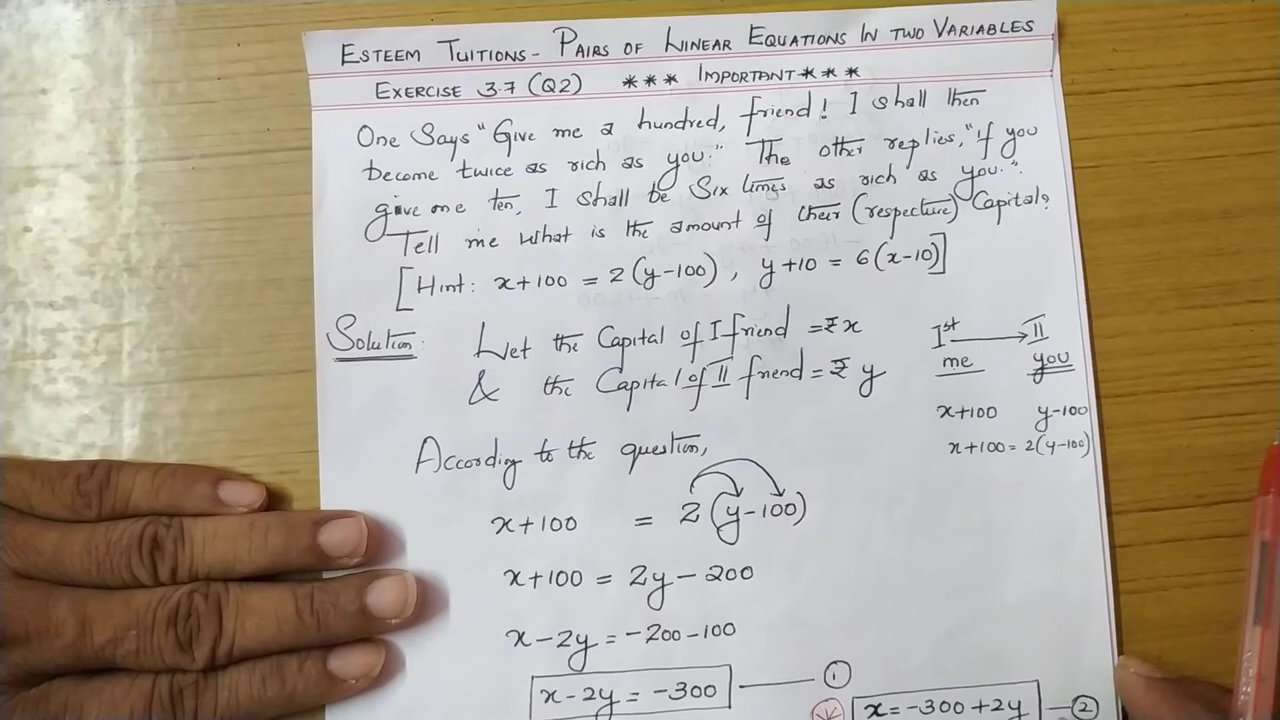 ESTEEM TUITIONS - PAIRS OF LINEAR EQUATIONS IN TWO VARIABLES
EXERCISE 3.7 (Q2) *** IMPORTANT ***
One Says "Give me a hundred, friend! I shall then
become twice as rich as you." The other replies, "if you
give me ten, I shall be Six times as rich as you.".
Tell me what is the amount of their (respective) Capital?
[Hint: x+100 = 2(y-100), y+10 = 6(x-10)]
Solution: Let the Capital of I friend = ₹ x
& the Capital of II friend = ₹ y
Ist → II
me you
x+100 y-100
x+100 = 2(y-100)
According to the question,
x+100 = 2(y-100)
x+100 = 2y - 200
x - 2y = -200-100
x - 2y = -300 — ①
x = -300+2y — ②